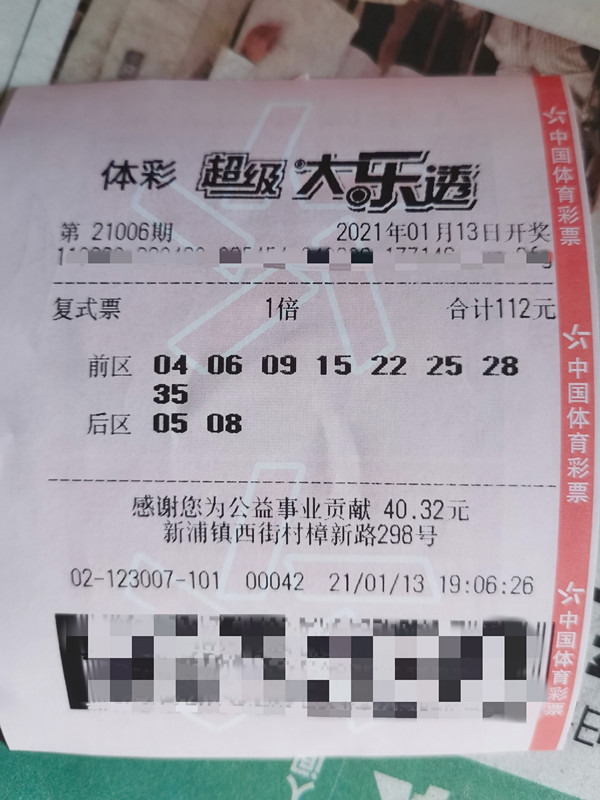 体彩 超级大乐透
第 21006期 2021年01月13日开奖
复式票 1倍 合计112元
前区 04 06 09 15 22 25 28
35
后区 05 08
感谢您为公益事业贡献 40.32元
新浦镇西街村樟新路298号
02-123007-101 00042 21/01/13 19:06:26
中国体育彩票
中国体育彩票
中国体育彩票